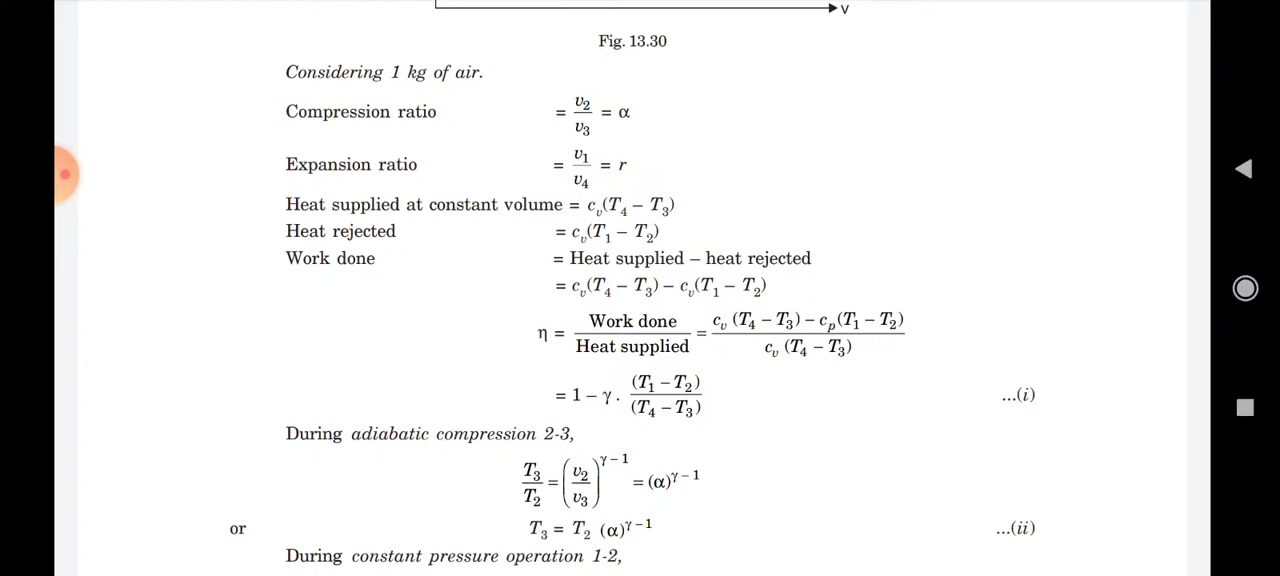 v
Fig. 13.30
Considering 1 kg of air.
Compression ratio = v₂/v₃ = α
Expansion ratio = v₁/v₄ = r
Heat supplied at constant volume = cᵥ(T₄ – T₃)
Heat rejected = cᵥ(T₁ – T₂)
Work done = Heat supplied – heat rejected
= cᵥ(T₄ – T₃) – cᵥ(T₁ – T₂)
η = Work done / Heat supplied = cᵥ (T₄ – T₃) – cₚ(T₁ – T₂) / cᵥ (T₄ – T₃)
= 1 – γ . (T₁ – T₂) / (T₄ – T₃) ...(i)
During adiabatic compression 2-3,
T₃/T₂ = (v₂/v₃)^γ – 1 = (α)^γ – 1
or T₃ = T₂ (α)^γ – 1 ...(ii)
During constant pressure operation 1-2,